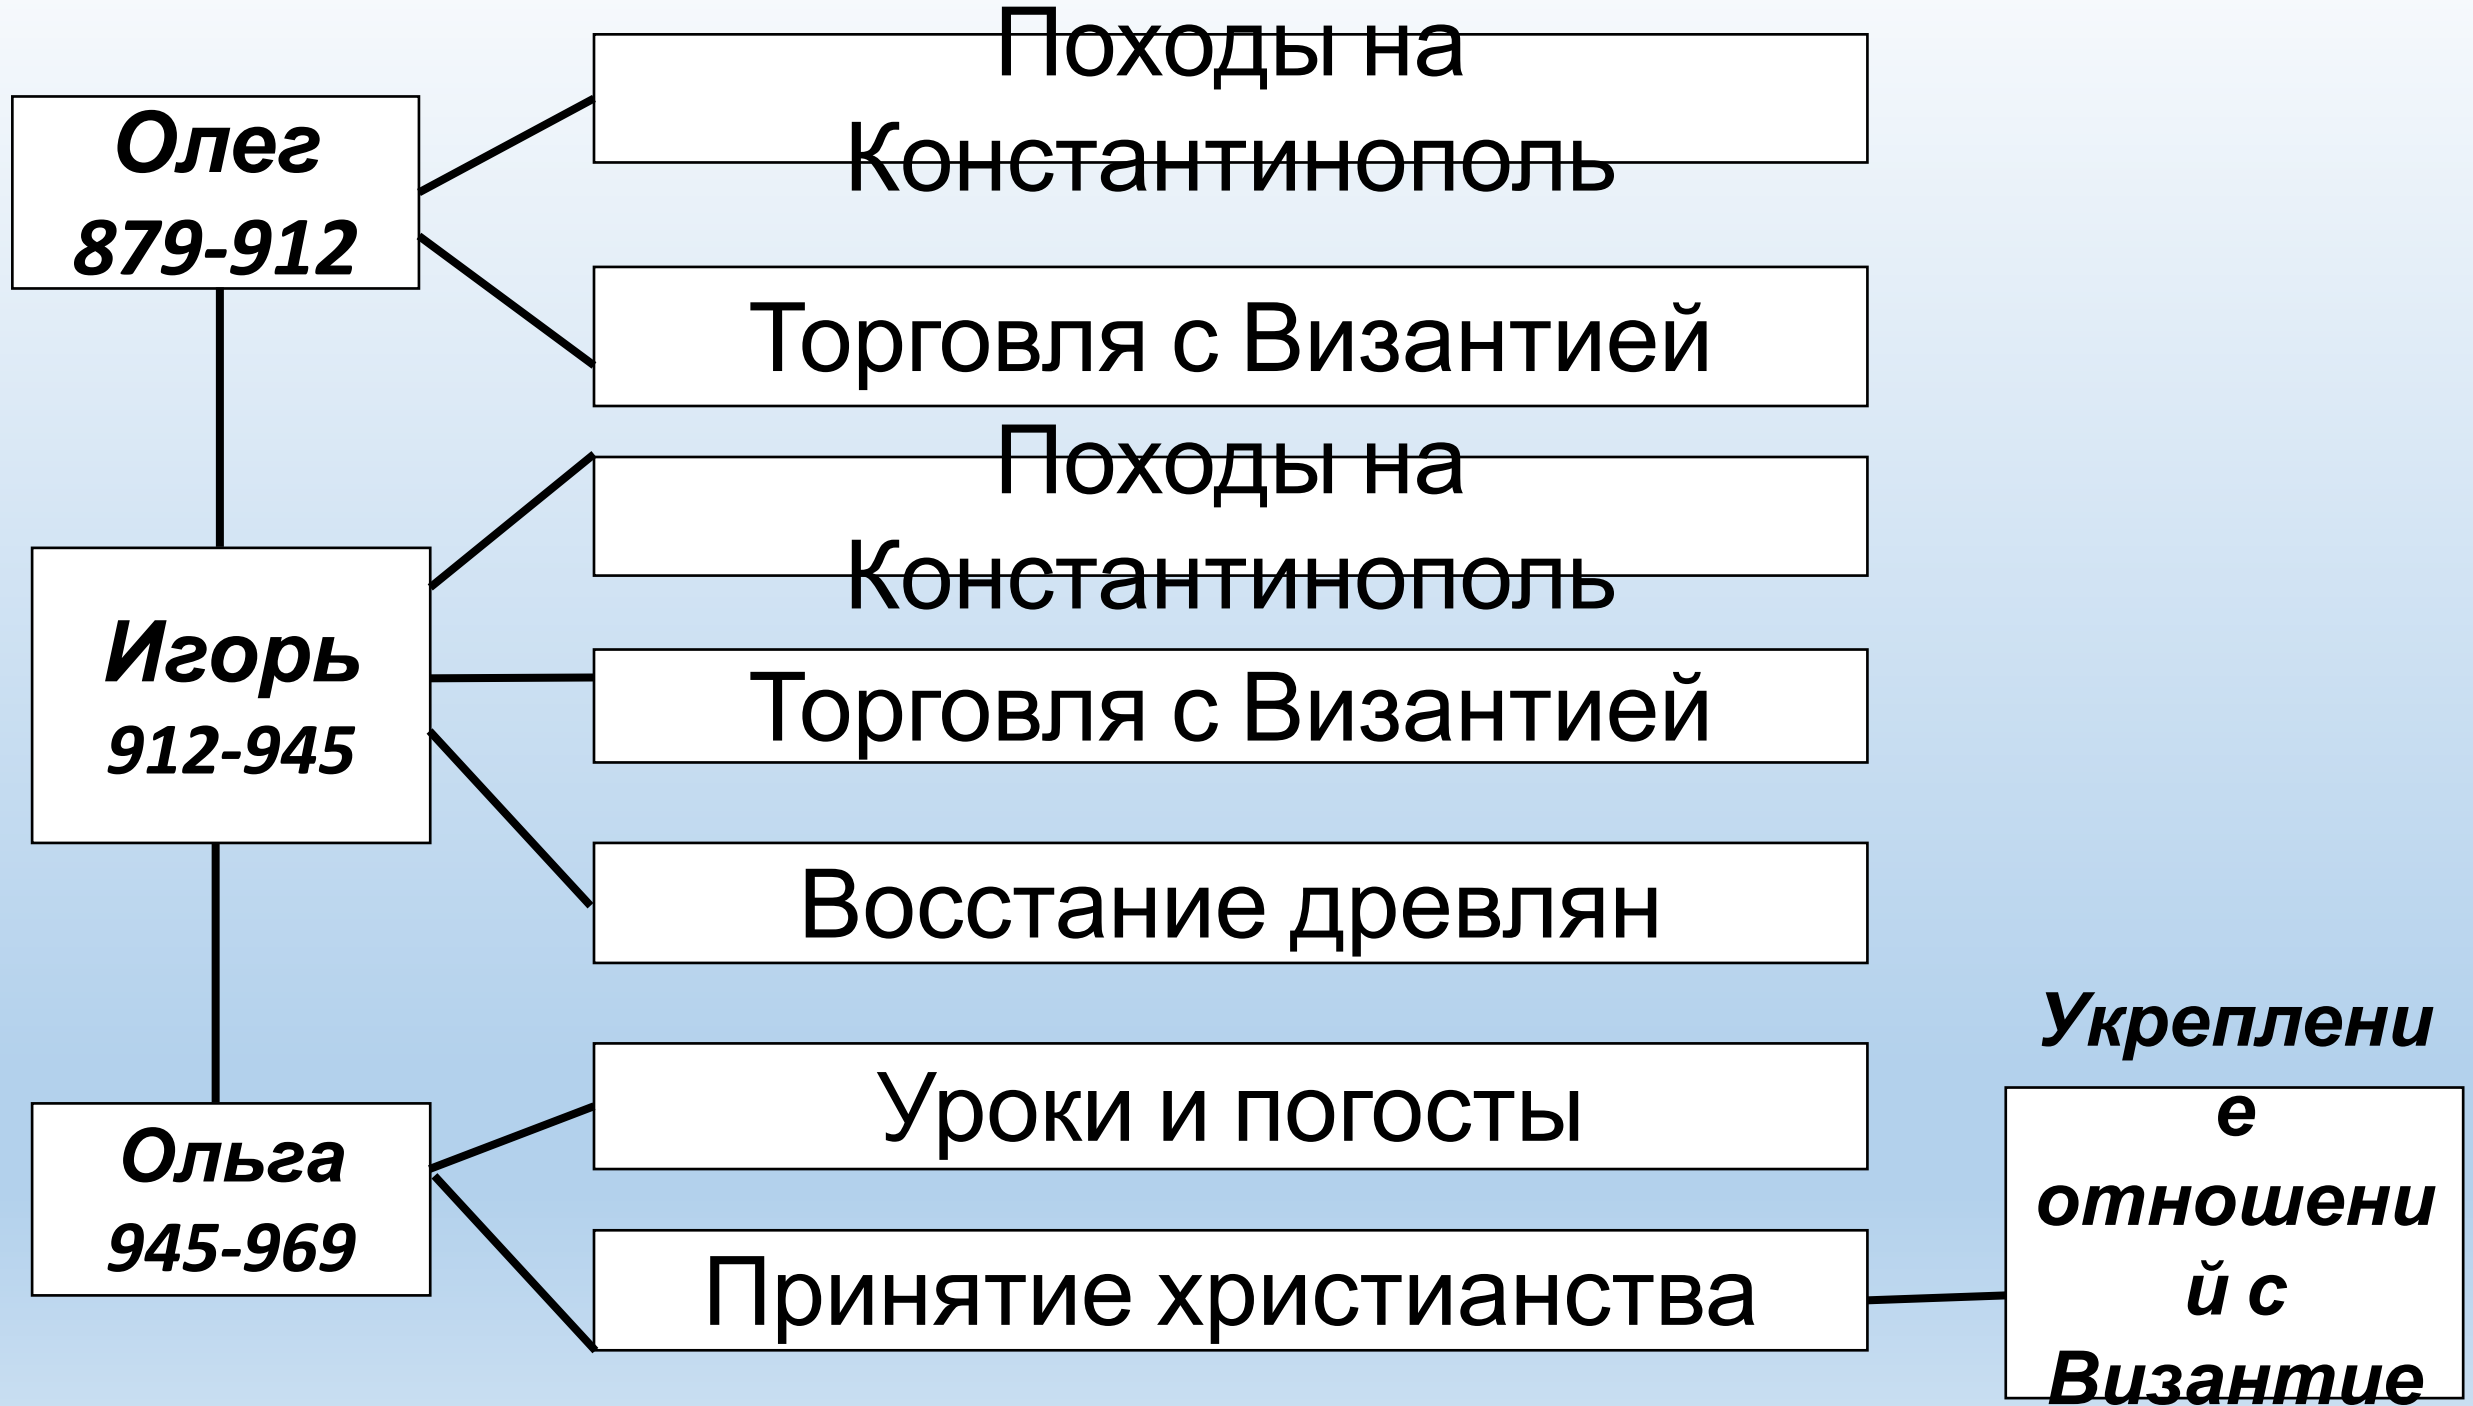 Походы на
Константинополь
Олег
879-912
Торговля с Византией
Походы на
Константинополь
Игорь
912-945
Торговля с Византией
Восстание древлян
Ольга
945-969
Уроки и погосты
Принятие христианства
Укреплени
е
отношени
й с
Византие